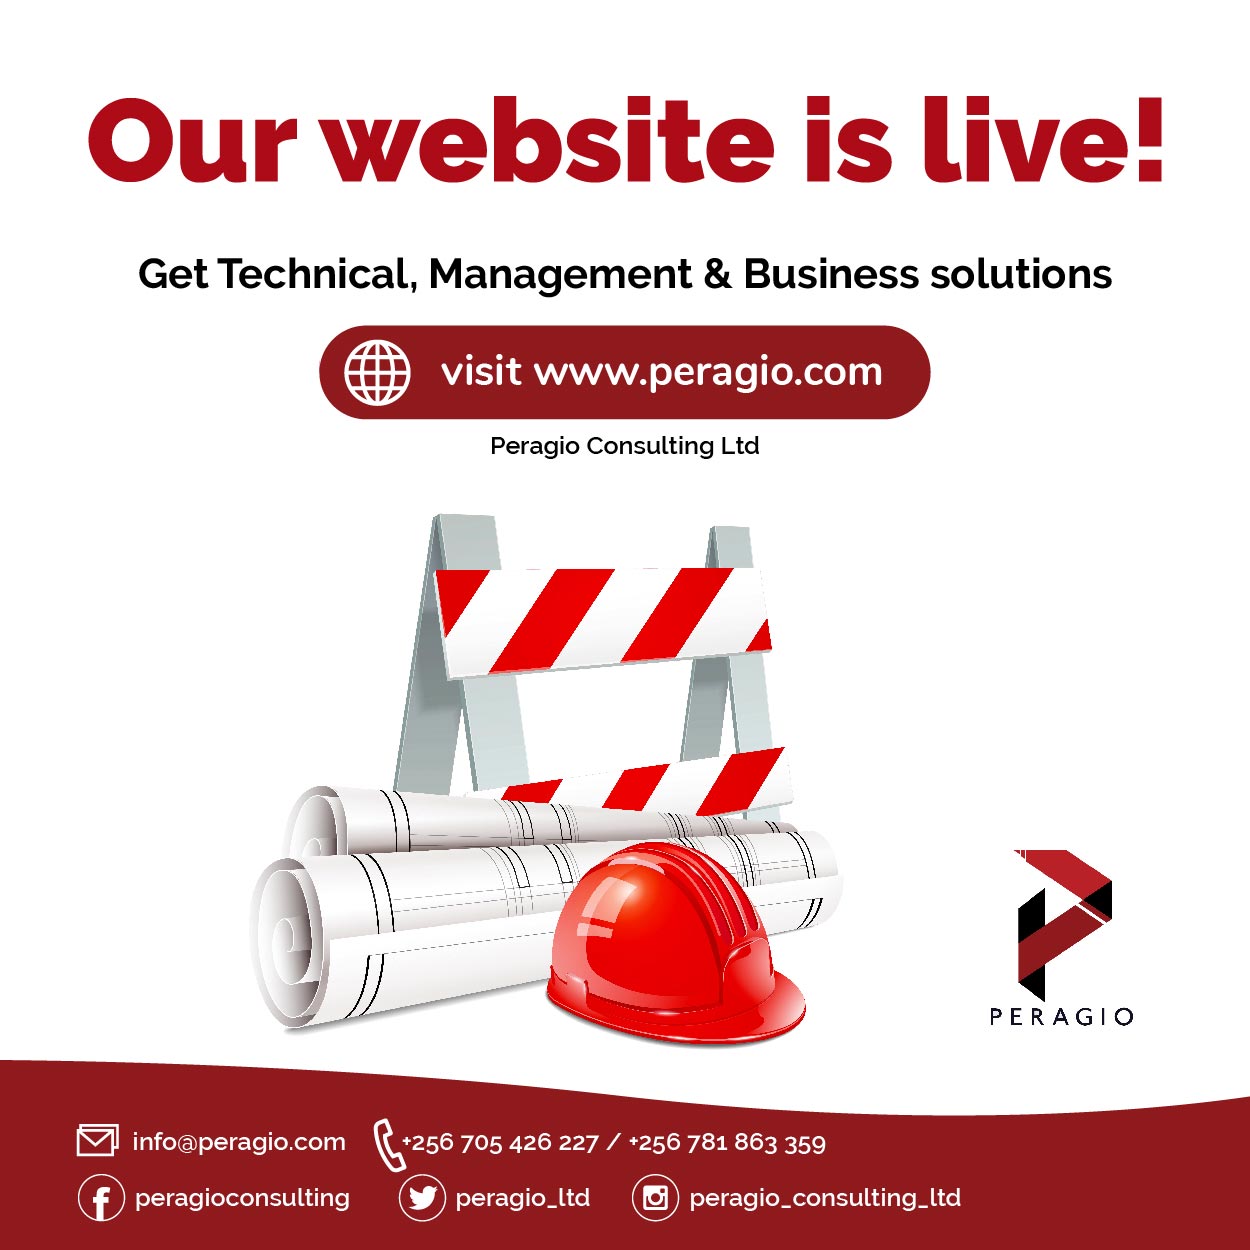 Our website is live!
Get Technical, Management & Business solutions
visit www.peragio.com
Peragio Consulting Ltd
PERAGIO
info@peragio.com +256 705 426 227 / +256 781 863 359
peragioconsulting peragio_ltd peragio_consulting_ltd